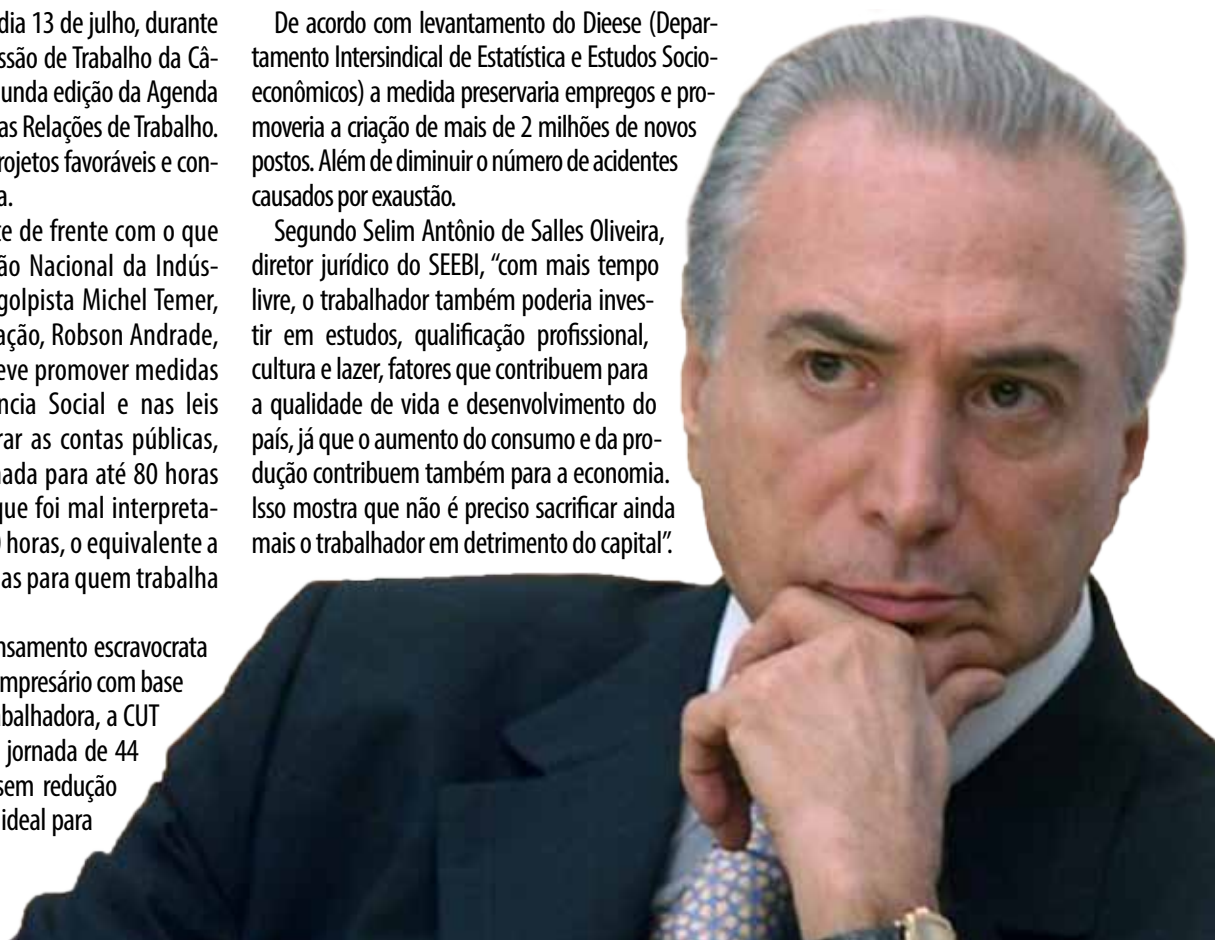 dia 13 de julho, durante
ssão de Trabalho da Câ-
unda edição da Agenda
as Relações de Trabalho.
rojetos favoráveis e con-
a.
te de frente com o que
ão Nacional da Indús-
golpista Michel Temer,
ação, Robson Andrade,
eve promover medidas
ncia Social e nas leis
rar as contas públicas,
nada para até 80 horas
que foi mal interpreta-
horas, o equivalente a
as para quem trabalha
nsamento escravocrata
mpresário com base
abalhadora, a CUT
jornada de 44
sem redução
ideal para
De acordo com levantamento do Dieese (Depar-
tamento Intersindical de Estatística e Estudos Socio-
econômicos) a medida preservaria empregos e pro-
moveria a criação de mais de 2 milhões de novos
postos. Além de diminuir o número de acidentes
causados por exaustão.
Segundo Selim Antônio de Salles Oliveira,
diretor jurídico do SEEBI, “com mais tempo
livre, o trabalhador também poderia inves-
tir em estudos, qualificação profissional,
cultura e lazer, fatores que contribuem para
a qualidade de vida e desenvolvimento do
país, já que o aumento do consumo e da pro-
dução contribuem também para a economia.
Isso mostra que não é preciso sacrificar ainda
mais o trabalhador em detrimento do capital”.